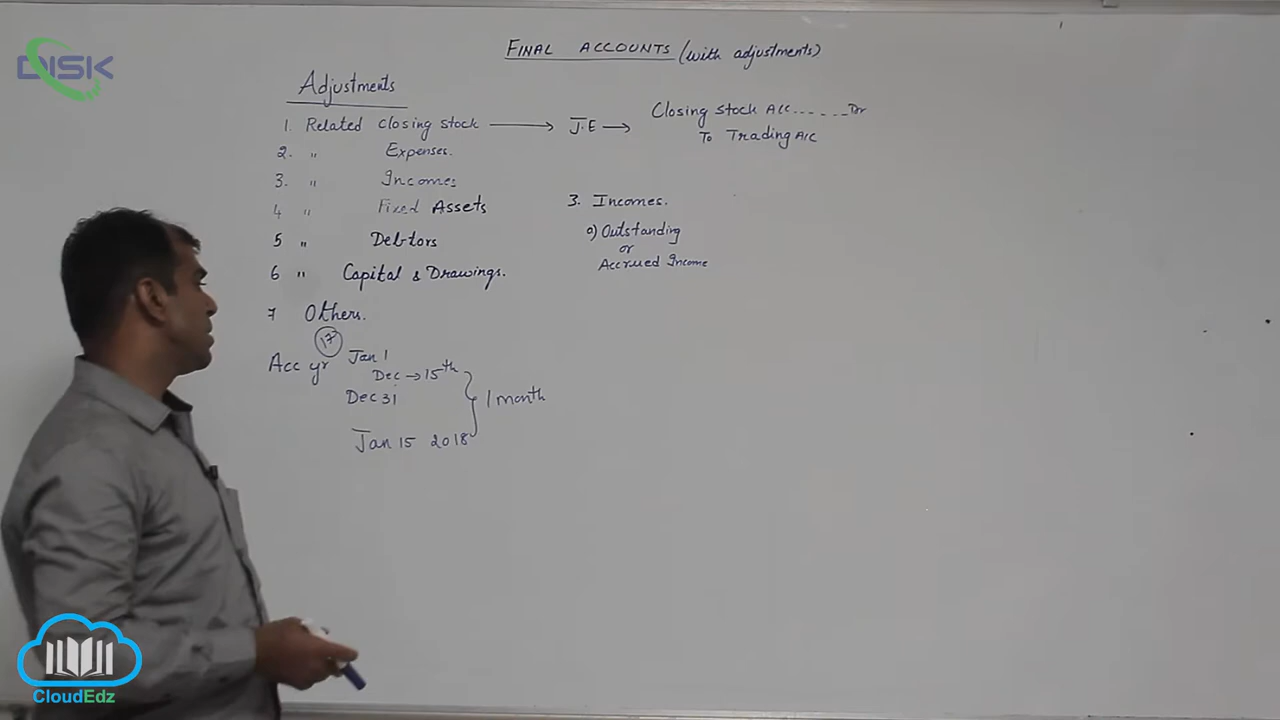 DISK
FINAL ACCOUNTS (with adjustments)
Adjustments
1. Related closing stock → J.E → Closing stock Acc......Dr
To Trading A/c
2. " Expenses.
3. " Incomes
4 " Fixed Assets
5 " Debtors
6 " Capital & Drawings.
7 Others.
3. Incomes.
a) Outstanding
or
Accrued Income
17
Acc yr Jan 1
Dec → 15th
Dec 31
Jan 15 2018
1 month
CloudEdz